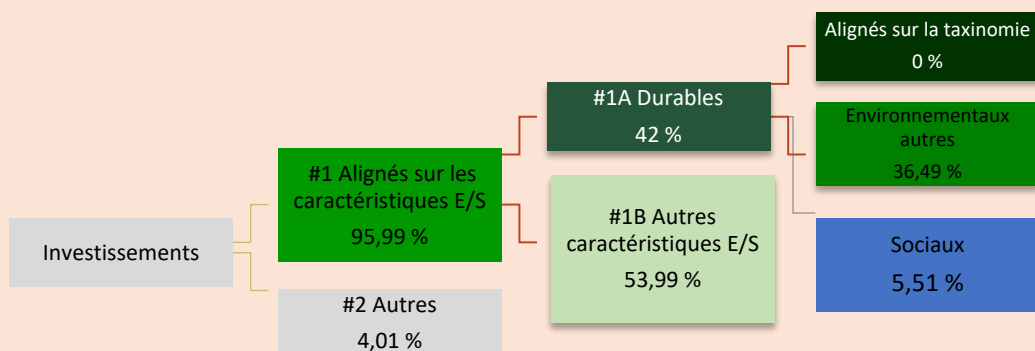 Investissements
#1 Alignés sur les
caractéristiques E/S
95,99 %
#2 Autres
4,01 %
#1A Durables
42 %
#1B Autres
caractéristiques E/S
53,99 %
Alignés sur la taxinomie
0 %
Environnementaux
autres
36,49 %
Sociaux
5,51 %